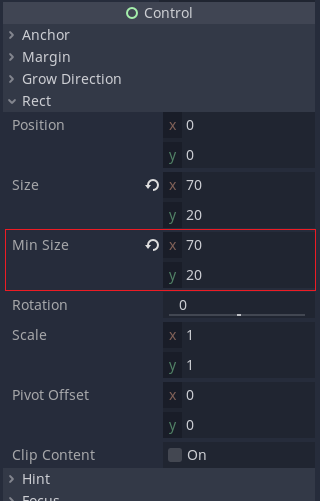 Control
Anchor
Margin
Grow Direction
Rect
Position x 0
y 0
Size x 70
y 20
Min Size x 70
y 20
Rotation 0
Scale x 1
y 1
Pivot Offset x 0
y 0
Clip Content On
Hint
Focus